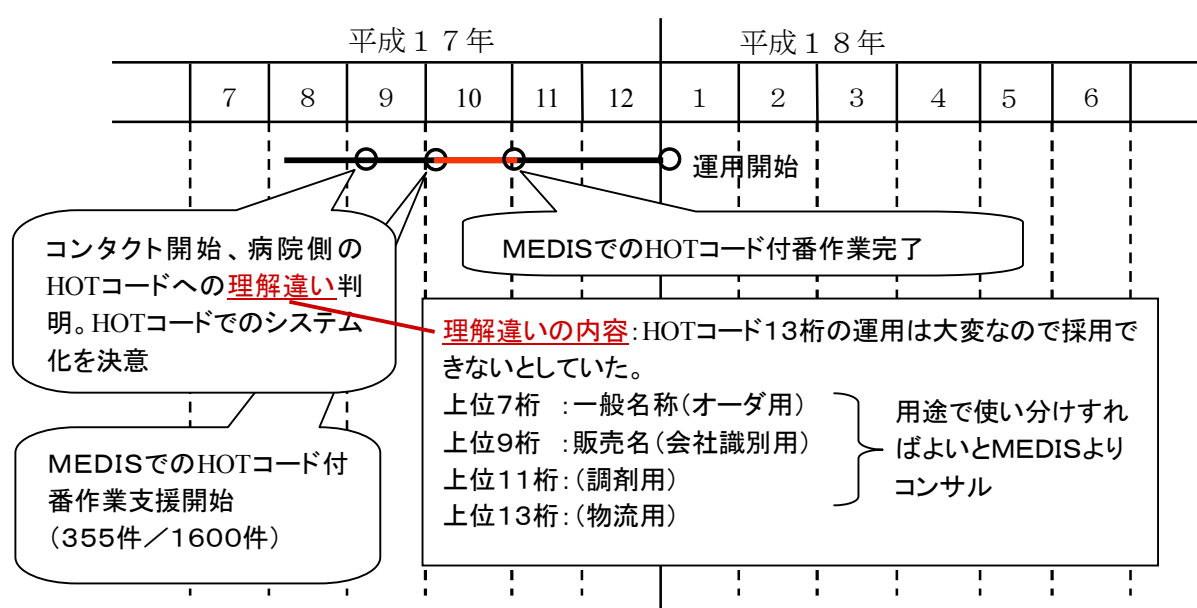 平成１７年 平成１８年
７ ８ ９ 10 11 12 １ ２ ３ ４ ５ ６
運用開始
コンタクト開始、病院側の
HOTコードへの理解違い判
明。HOTコードでのシステム
化を決意
ＭＥＤＩＳでのHOTコード付番作業完了
理解違いの内容：HOTコード１３桁の運用は大変なので採用で
きないとしていた。
上位７桁　：一般名称（オーダ用）
上位９桁　：販売名（会社識別用）
上位１１桁：（調剤用）
上位１３桁：（物流用）
用途で使い分けすれ
ばよいとＭＥＤＩＳより
コンサル
ＭＥＤＩＳでのHOTコード付
番作業支援開始
（３５５件／１６００件）